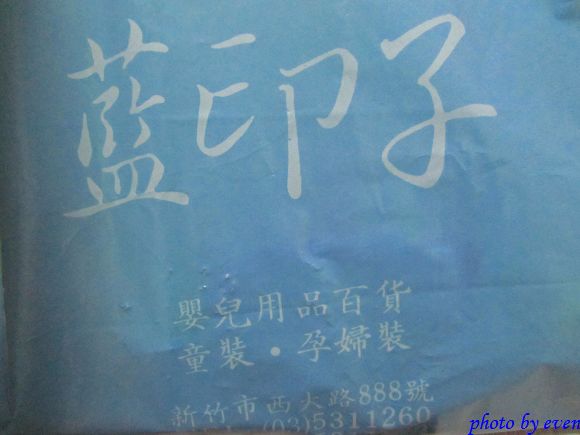 藍印子
嬰兒用品百貨
童裝・孕婦裝
新竹市西大路888號
(03)5311260
photo by even